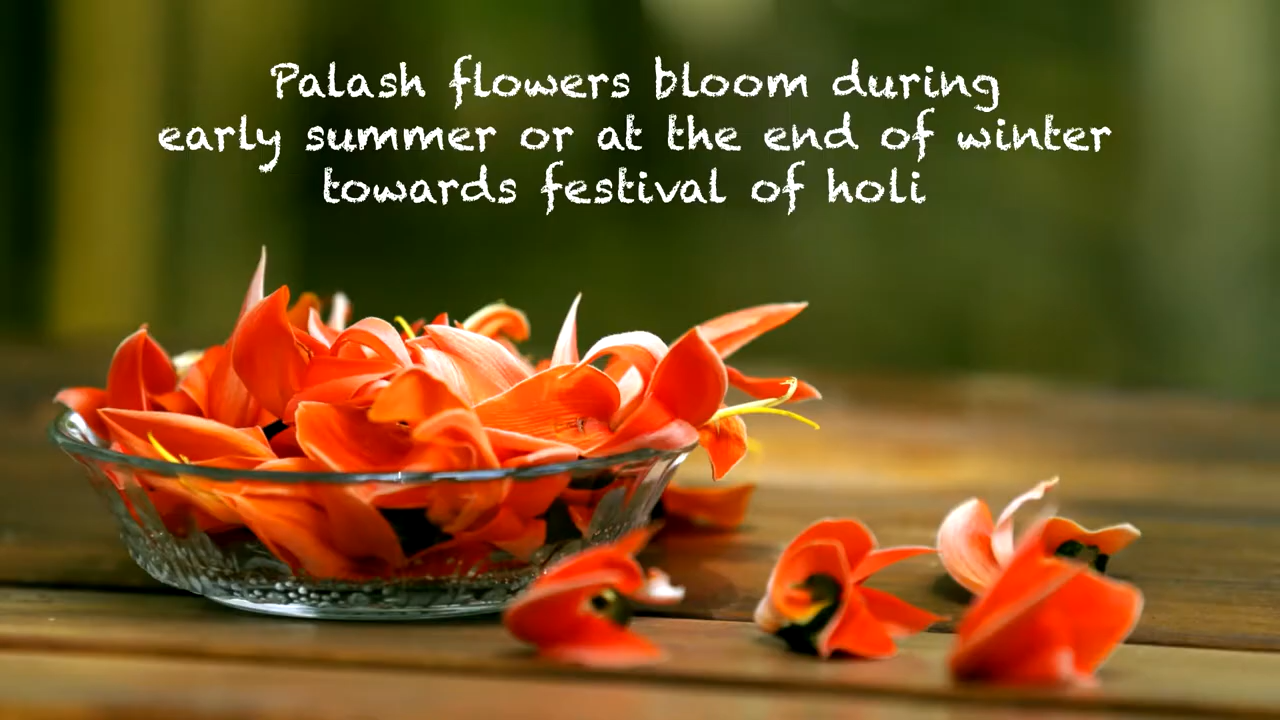 Palash flowers bloom during
early summer or at the end of winter
towards festival of holi